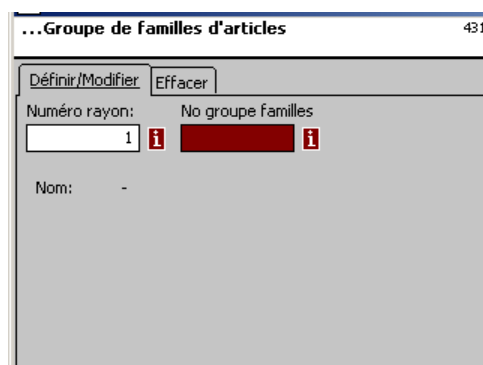 ...Groupe de familles d'articles 431
Définir/Modifier Effacer
Numéro rayon: No groupe familles
1 i i
Nom: -